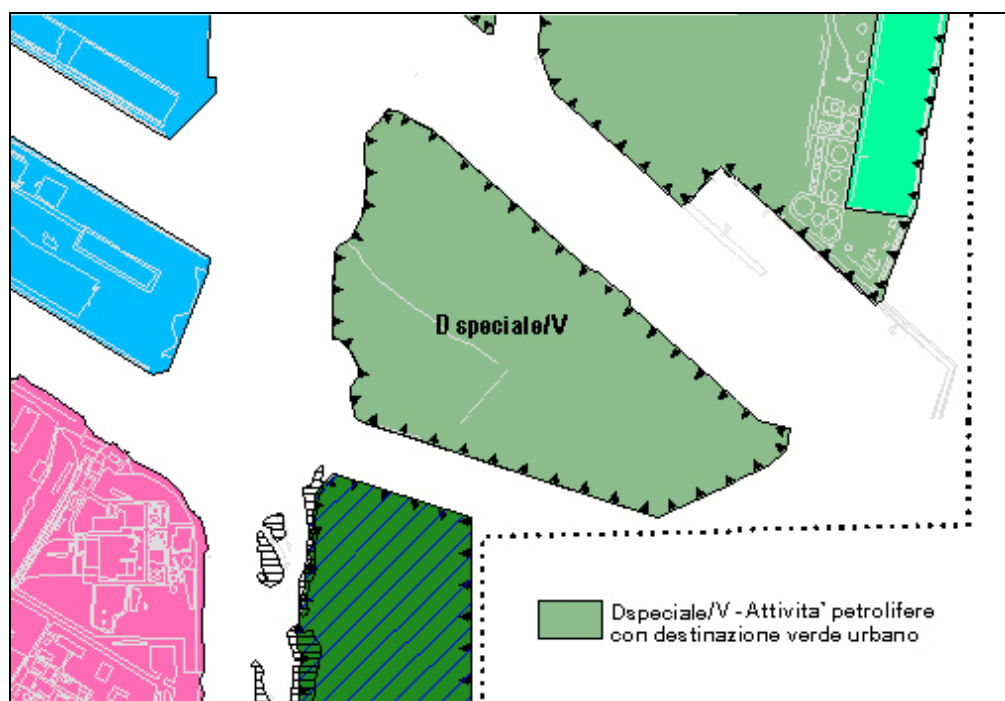 D speciale/V
Dspeciale/V - Attivita` petrolifere
con destinazione verde urbano